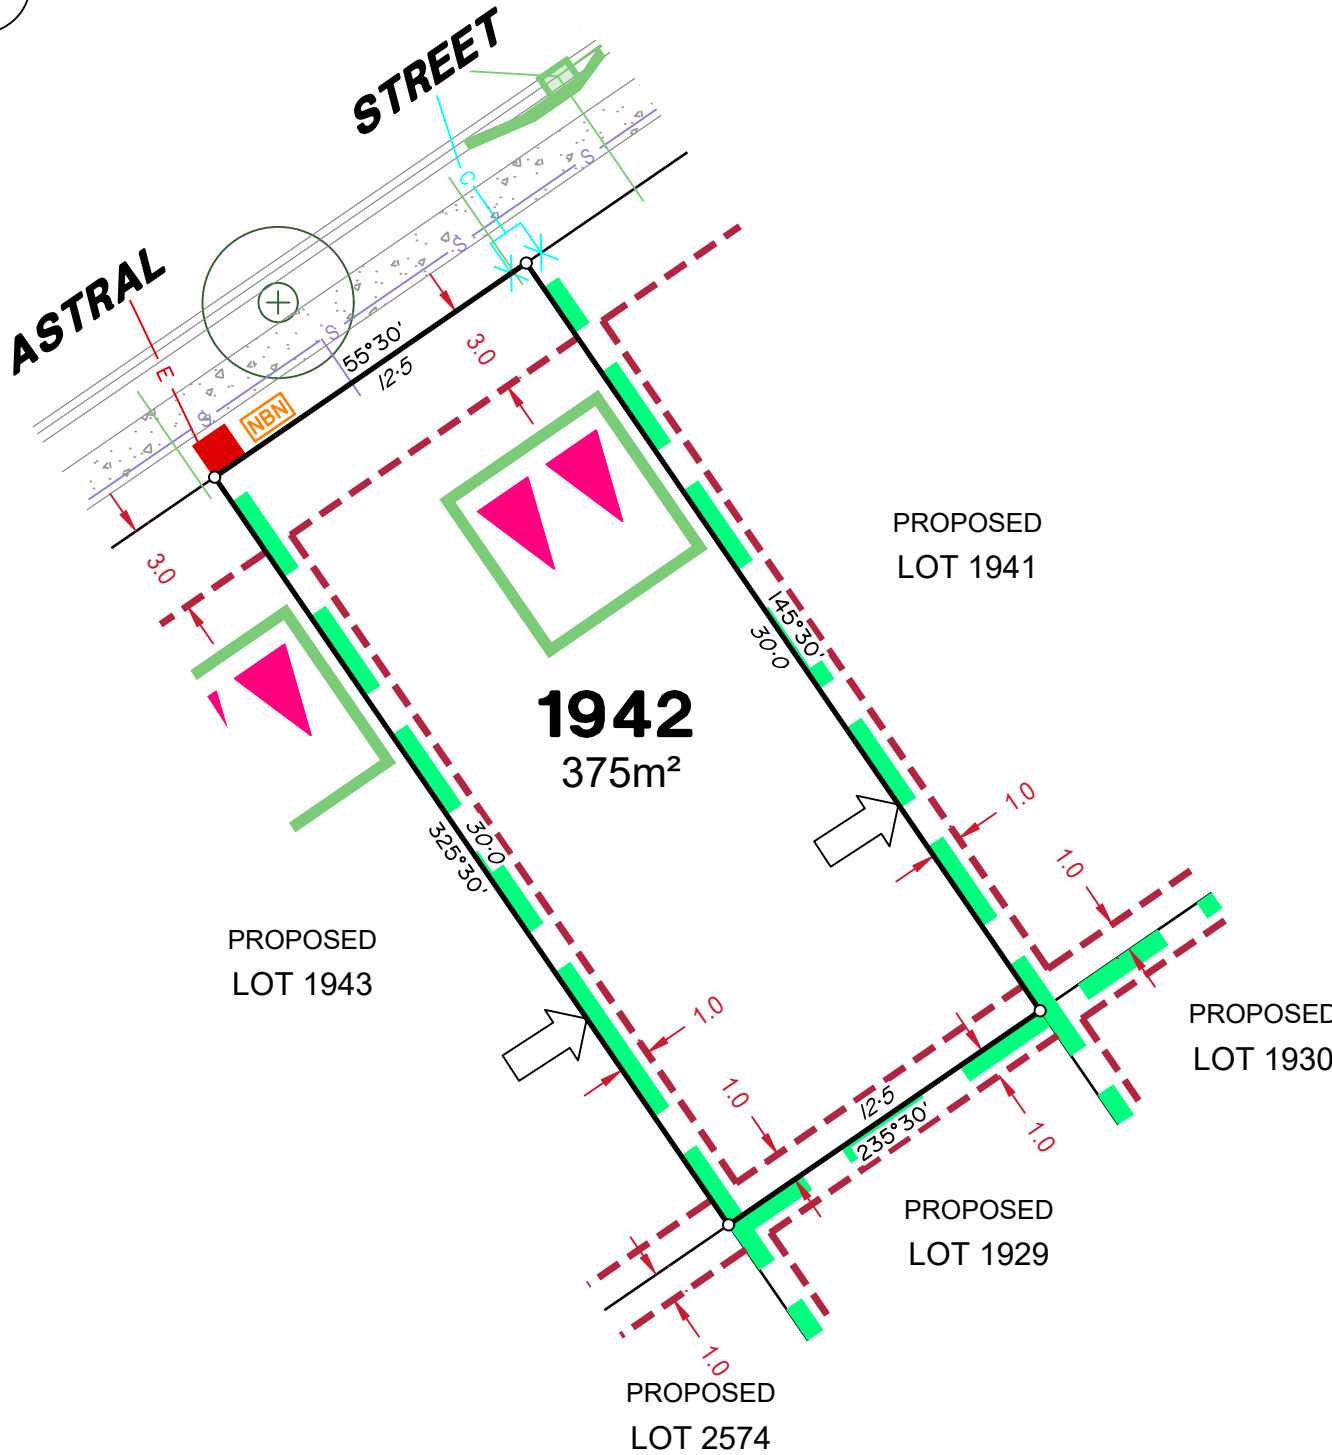 STREET
ASTRAL
C
S
S
S
S
E
NBN
55°30'
12·5
3.0
3.0
PROPOSED
LOT 1941
145°30'
30·0
1942
375m²
30·0
325°30'
1.0
1.0
PROPOSED
LOT 1943
1.0
1.0
PROPOSED
LOT 1930
12·5
235°30'
1.0
PROPOSED
LOT 1929
1.0
PROPOSED
LOT 2574